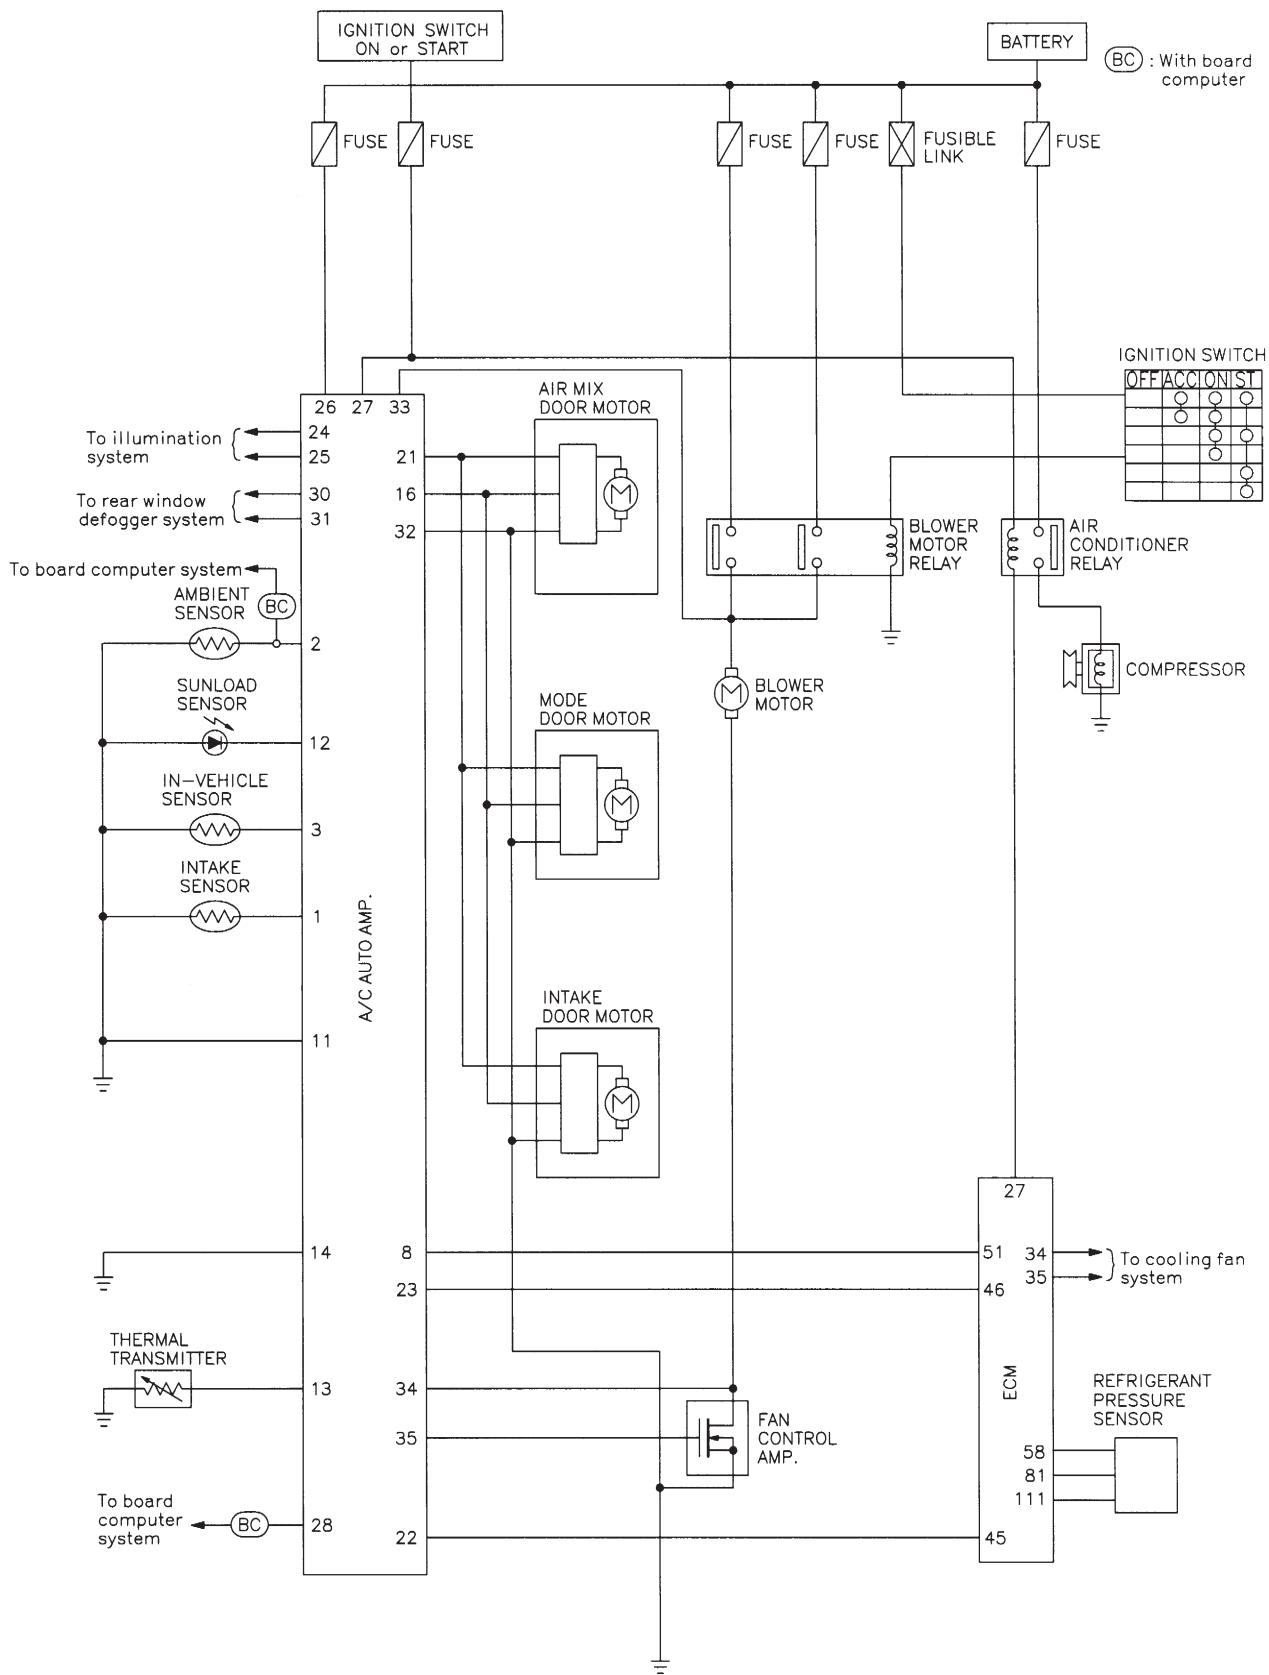 IGNITION SWITCH
ON or START
BATTERY
BC : With board
computer
FUSE
FUSE
FUSE
FUSE
FUSIBLE
LINK
FUSE
IGNITION SWITCH
OFF ACC ON ST
26 27 33
24
25
30
31
To illumination
system
To rear window
defogger system
To board computer system
BC
AMBIENT
SENSOR
2
SUNLOAD
SENSOR
12
IN-VEHICLE
SENSOR
3
INTAKE
SENSOR
1
11
14
THERMAL
TRANSMITTER
13
To board
computer
system
BC
28
A/C AUTO AMP.
21
16
32
8
23
34
35
22
AIR MIX
DOOR MOTOR
M
MODE
DOOR MOTOR
M
INTAKE
DOOR MOTOR
M
BLOWER
MOTOR
RELAY
AIR
CONDITIONER
RELAY
M
BLOWER
MOTOR
COMPRESSOR
FAN
CONTROL
AMP.
27
51
46
45
34
35
ECM
To cooling fan
system
58
81
111
REFRIGERANT
PRESSURE
SENSOR